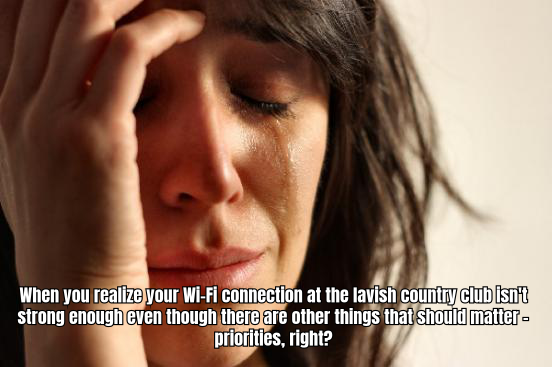 When you realize your Wi-Fi connection at the lavish country club isn't
strong enough even though there are other things that should matter -
priorities, right?